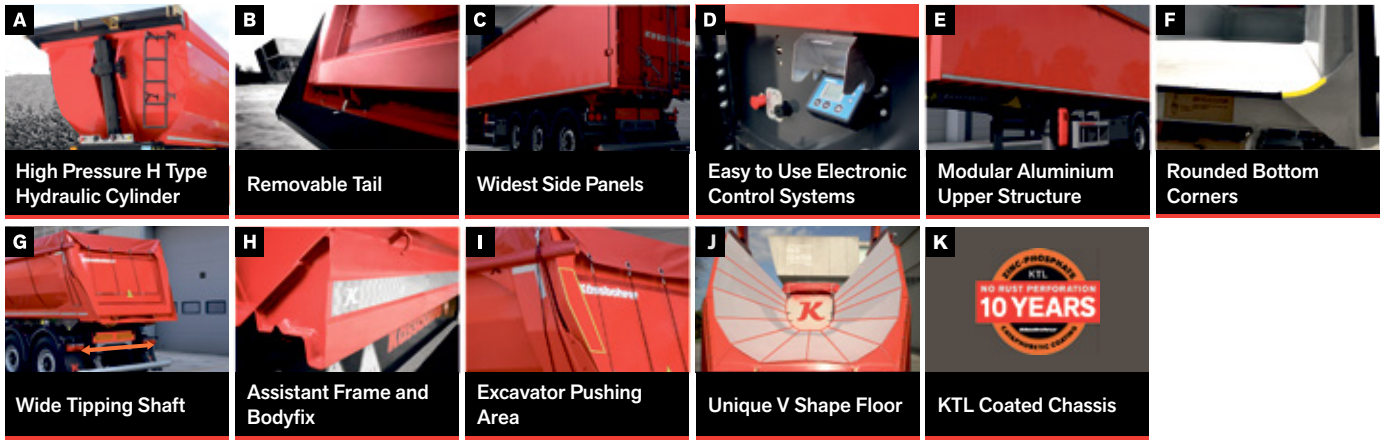 A
B
C
D
E
F
High Pressure H Type
Hydraulic Cylinder
Removable Tail
Widest Side Panels
Easy to Use Electronic
Control Systems
Modular Aluminium
Upper Structure
Rounded Bottom
Corners
G
H
I
J
K
K
K
ZINC-PHOSPHATE
KTL
NO RUST PERFORATION
10 YEARS
Wide Tipping Shaft
Assistant Frame and
Bodyfix
Excavator Pushing
Area
Unique V Shape Floor
KTL Coated Chassis